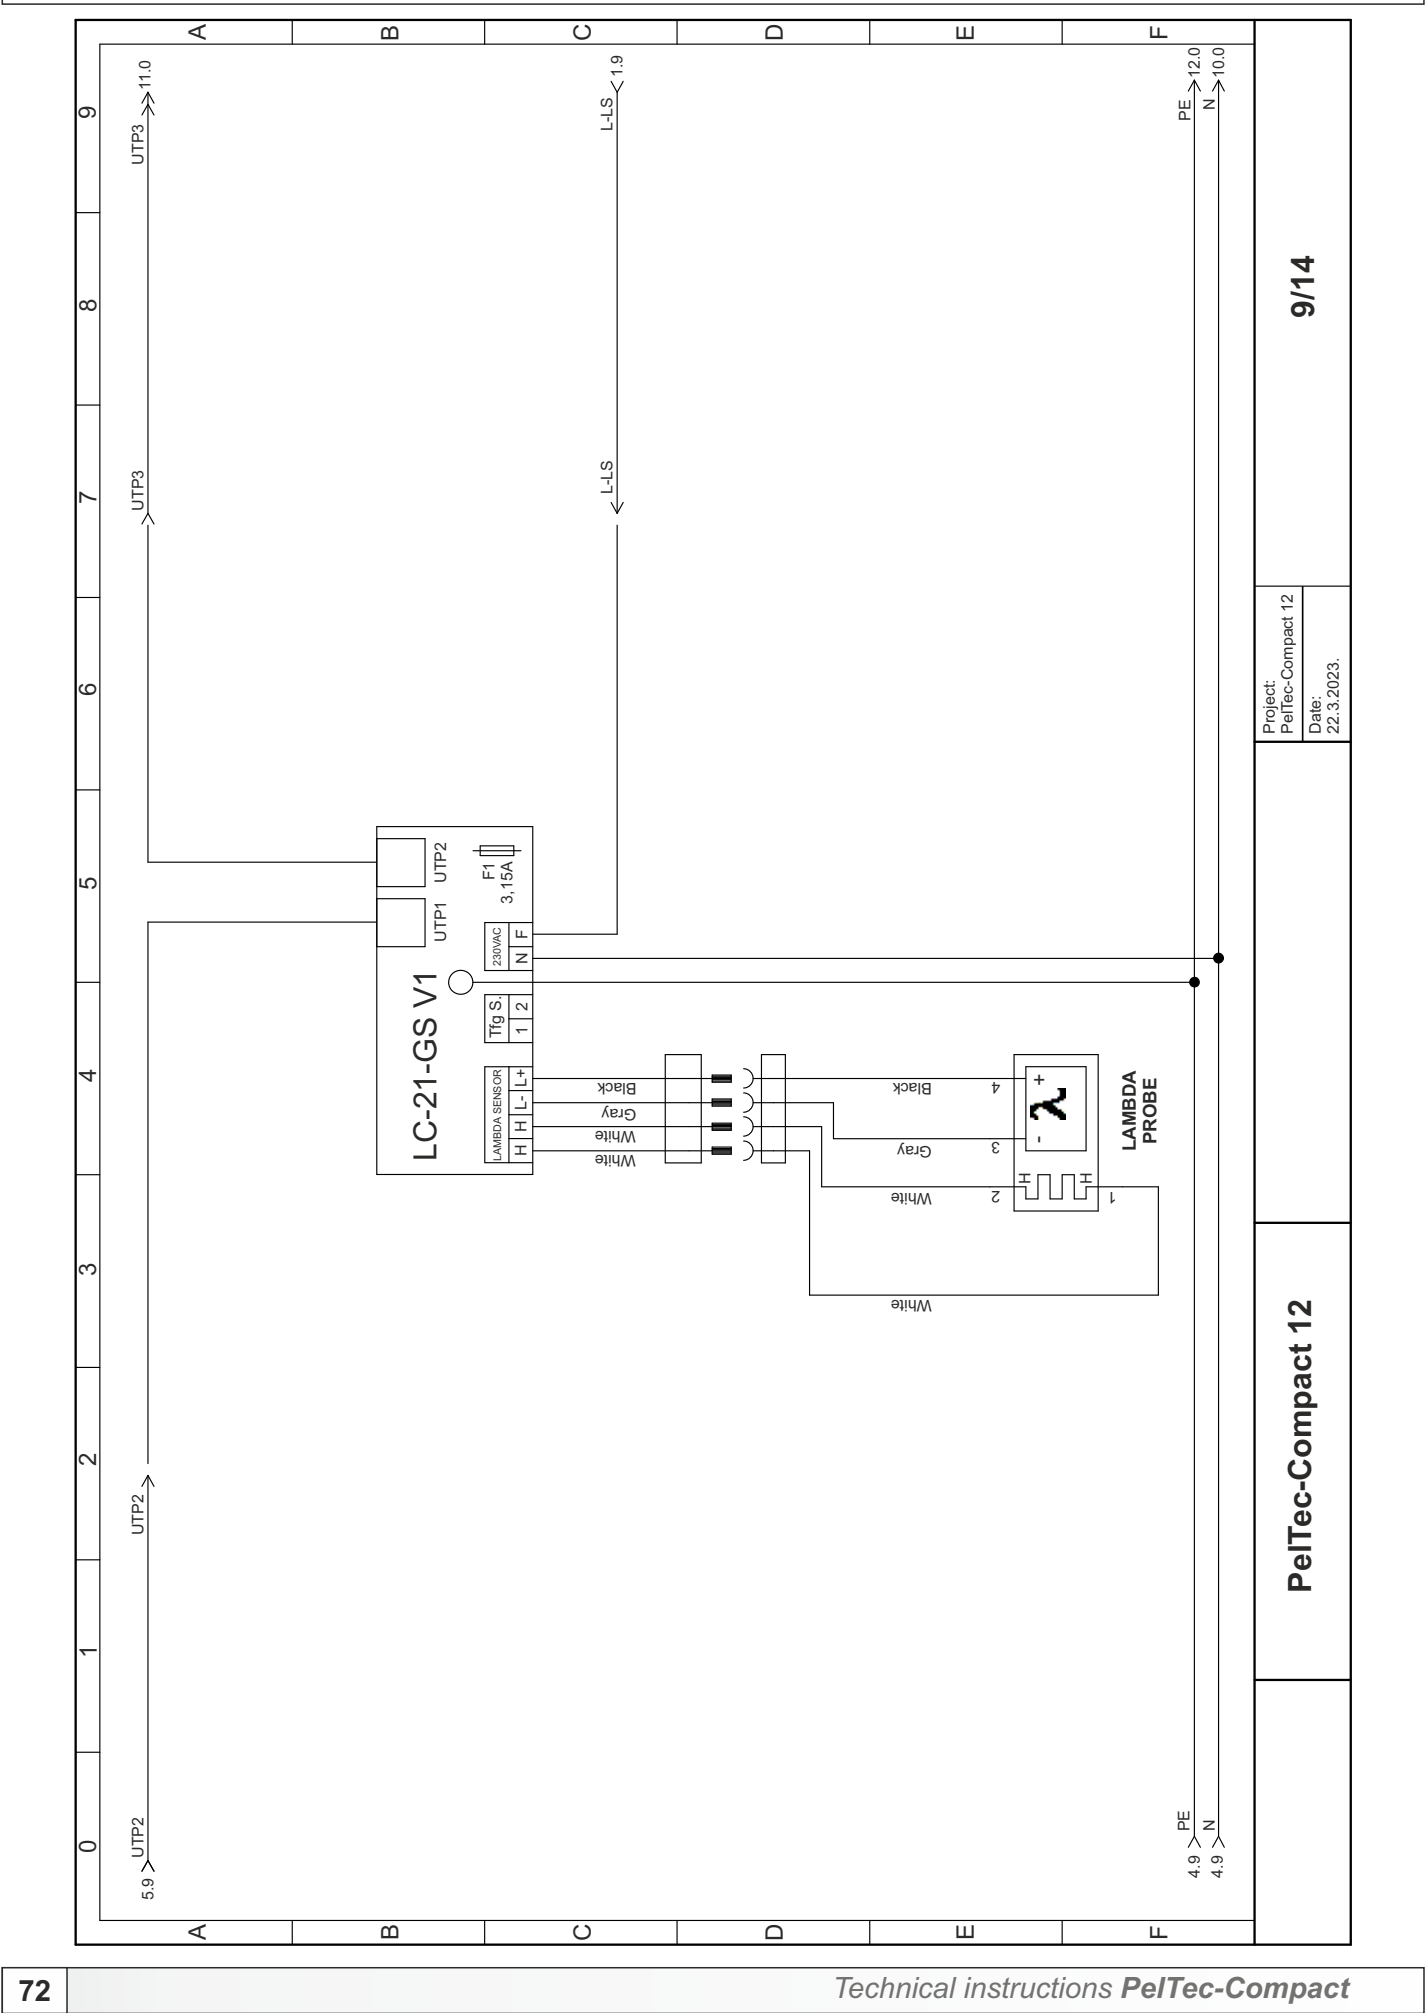 0 1 2 3 4 5 6 7 8 9
A A
B B
C C
D D
E E
F F
5.9 UTP2
UTP2
UTP3
UTP3 11.0
LC-21-GS V1
UTP1
UTP2
F1
3,15A
LAMBDA SENSOR
H H L- L+
Tfg S.
1 2
230VAC
N F
L-LS
L-LS 1.9
White
White
Gray
Black
White
White
Gray
Black
1
2
3
4
H
H
- λ +
LAMBDA
PROBE
4.9 PE
4.9 N
PE 12.0
N 10.0
PelTec-Compact 12
Project:
PelTec-Compact 12
Date:
22.3.2023.
9/14
72
Technical instructions PelTec-Compact